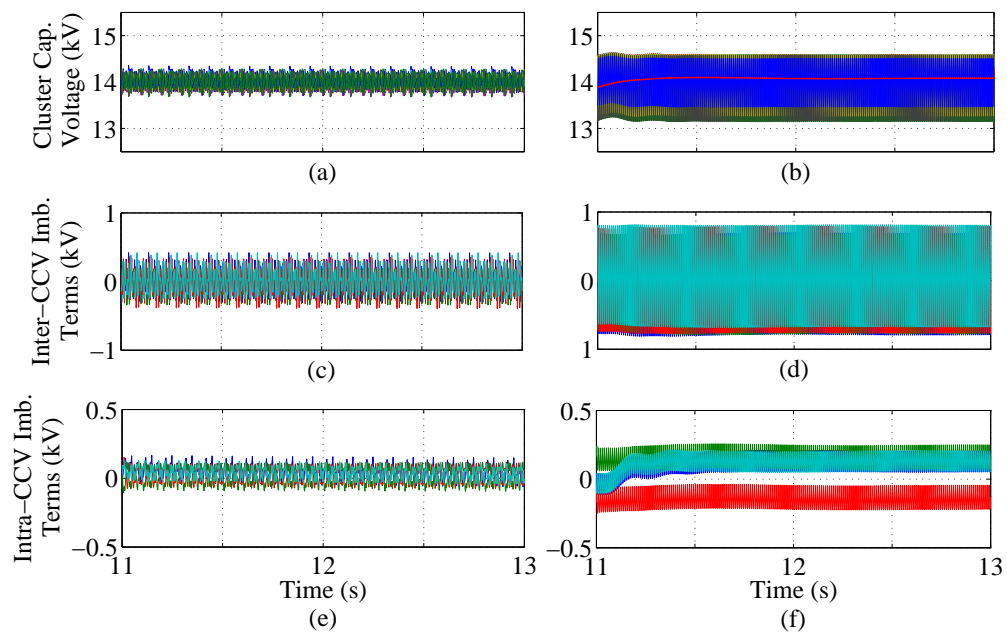 Cluster Cap.
Voltage (kV)
15
14
13
(a)
15
14
13
(b)
Inter−CCV Imb.
Terms (kV)
1
0
−1
(c)
1
0
1
(d)
Intra−CCV Imb.
Terms (kV)
0.5
0
−0.5
11
12
13
Time (s)
(e)
0.5
0
−0.5
11
12
13
Time (s)
(f)